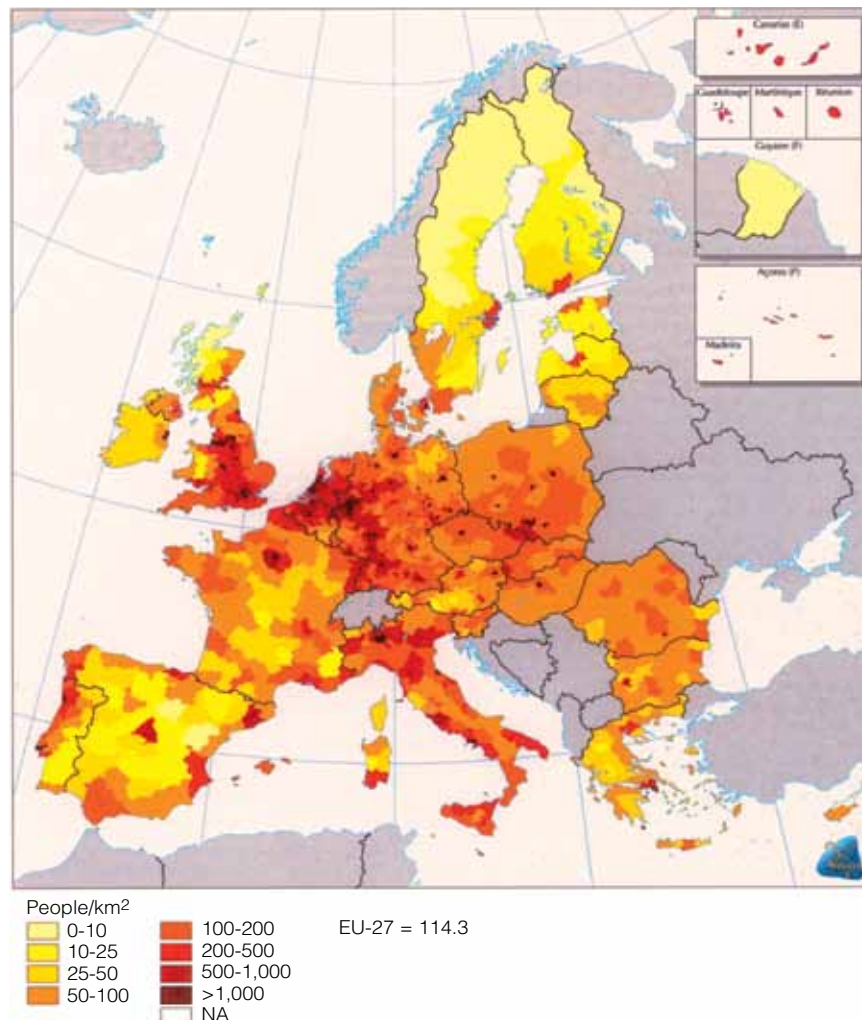 Canarias (E)
Guadeloupe Martinique Réunion
Guyane (F)
Açores (P)
Madeira
People/km²
0-10
10-25
25-50
50-100
100-200
200-500
500-1,000
>1,000
NA
EU-27 = 114.3